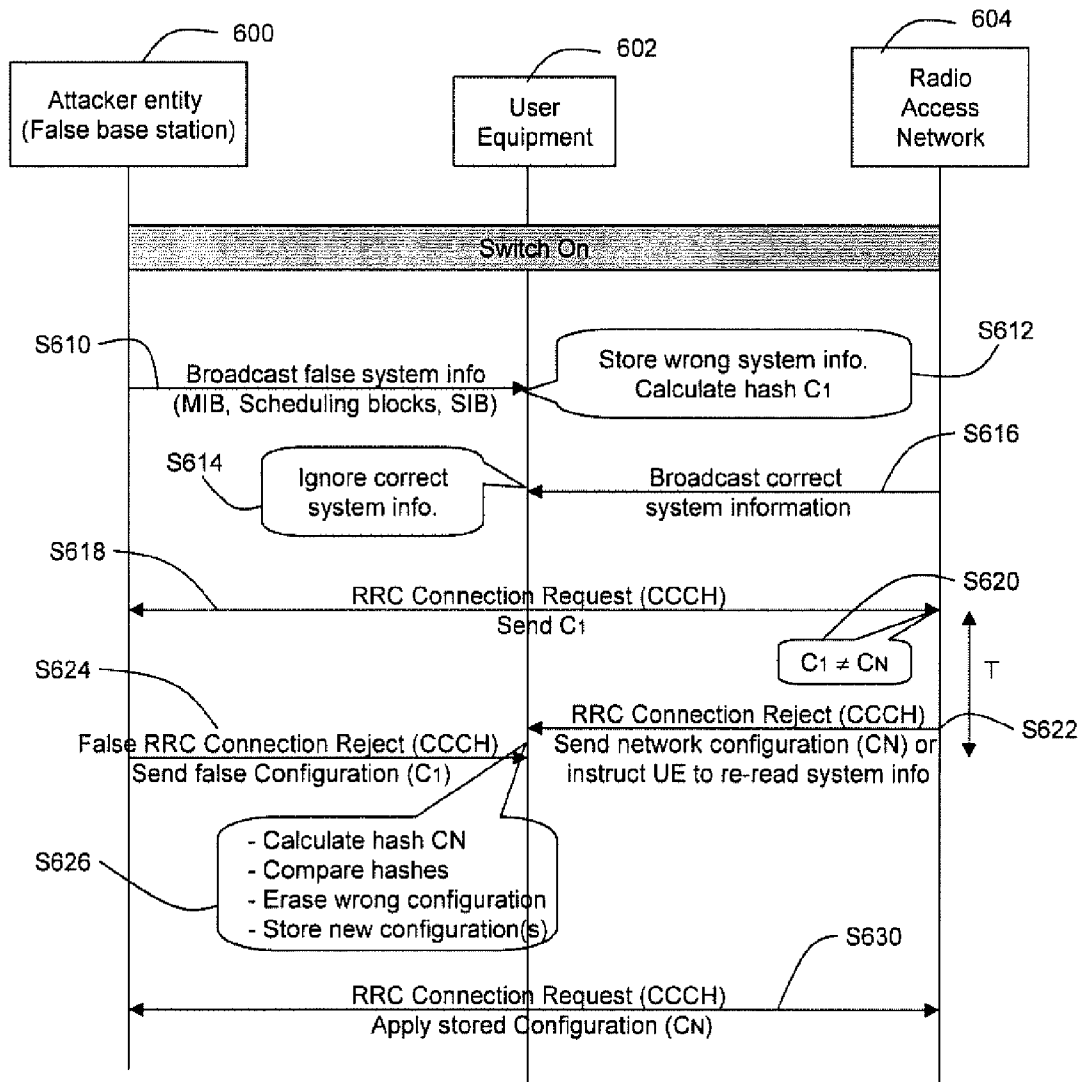 600
602
604
Attacker entity
(False base station)
User
Equipment
Radio
Access
Network
Switch On
S610
Broadcast false system info
(MIB, Scheduling blocks, SIB)
Store wrong system info.
Calculate hash C1
S612
S614
Ignore correct
system info.
Broadcast correct
system information
S616
S618
RRC Connection Request (CCCH)
Send C1
S620
C1 ≠ CN
T
S624
RRC Connection Reject (CCCH)
Send network configuration (CN) or
instruct UE to re-read system info
S622
False RRC Connection Reject (CCCH)
Send false Configuration (C1)
S626
- Calculate hash CN
- Compare hashes
- Erase wrong configuration
- Store new configuration(s)
S630
RRC Connection Request (CCCH)
Apply stored Configuration (CN)